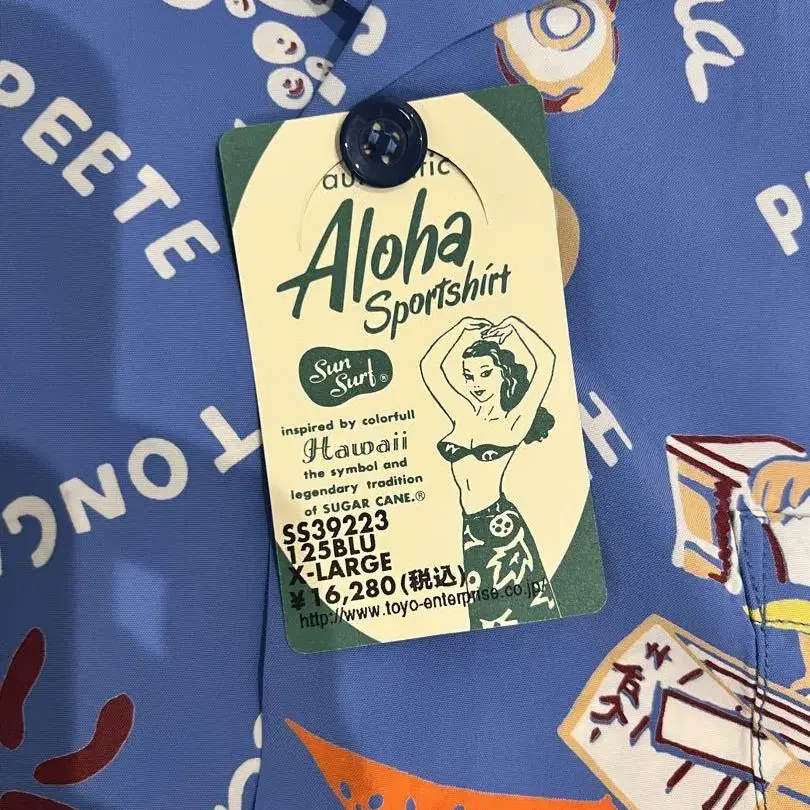 PEETE
TONGA
authentic
Aloha
Sportshirt
Sun
Surf®
inspired by colorfull
Hawaii
the symbol and
legendary tradition
of SUGAR CANE.®
SS39223
125BLU
X-LARGE
¥16,280(税込)
http://www.toyo-enterprise.co.jp/